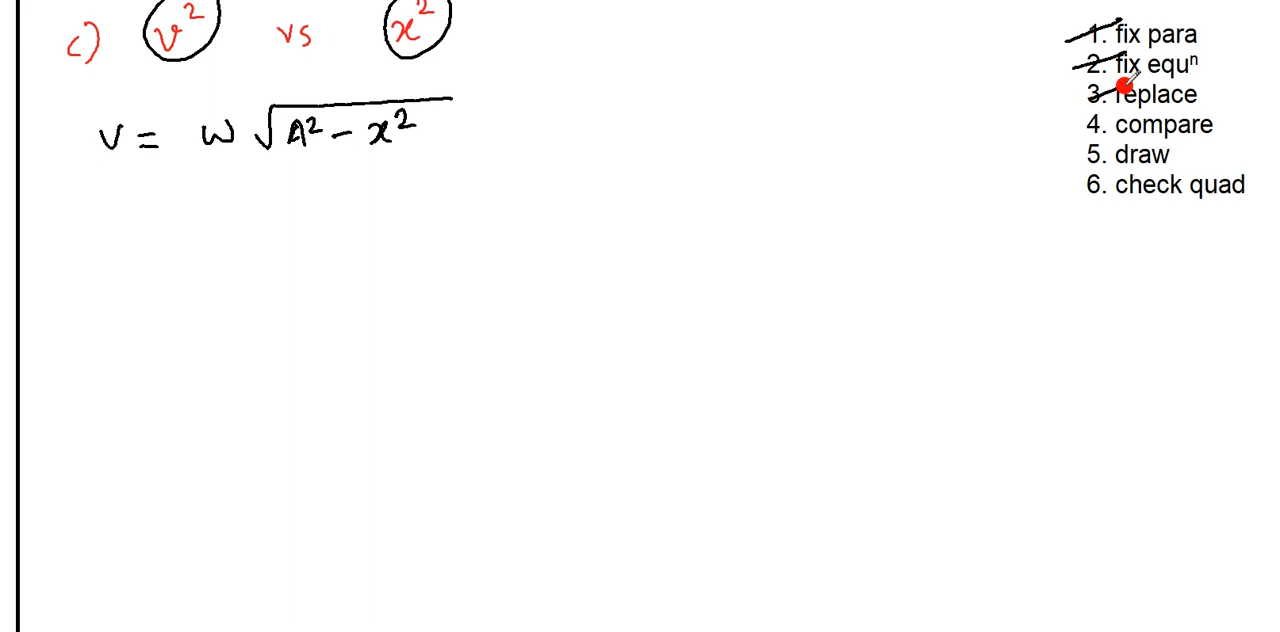 c) v² vs x²
v = ω √A² - x²
1. fix para
2. fix equⁿ
3. replace
4. compare
5. draw
6. check quad